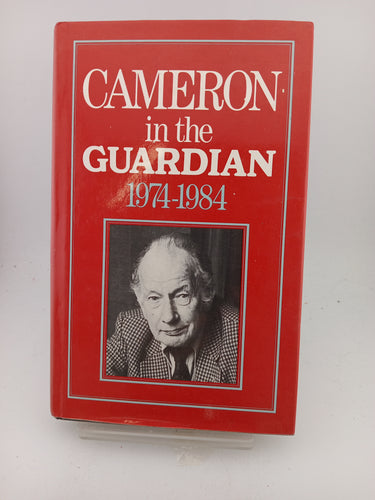 CAMERON
in the
GUARDIAN
1974-1984